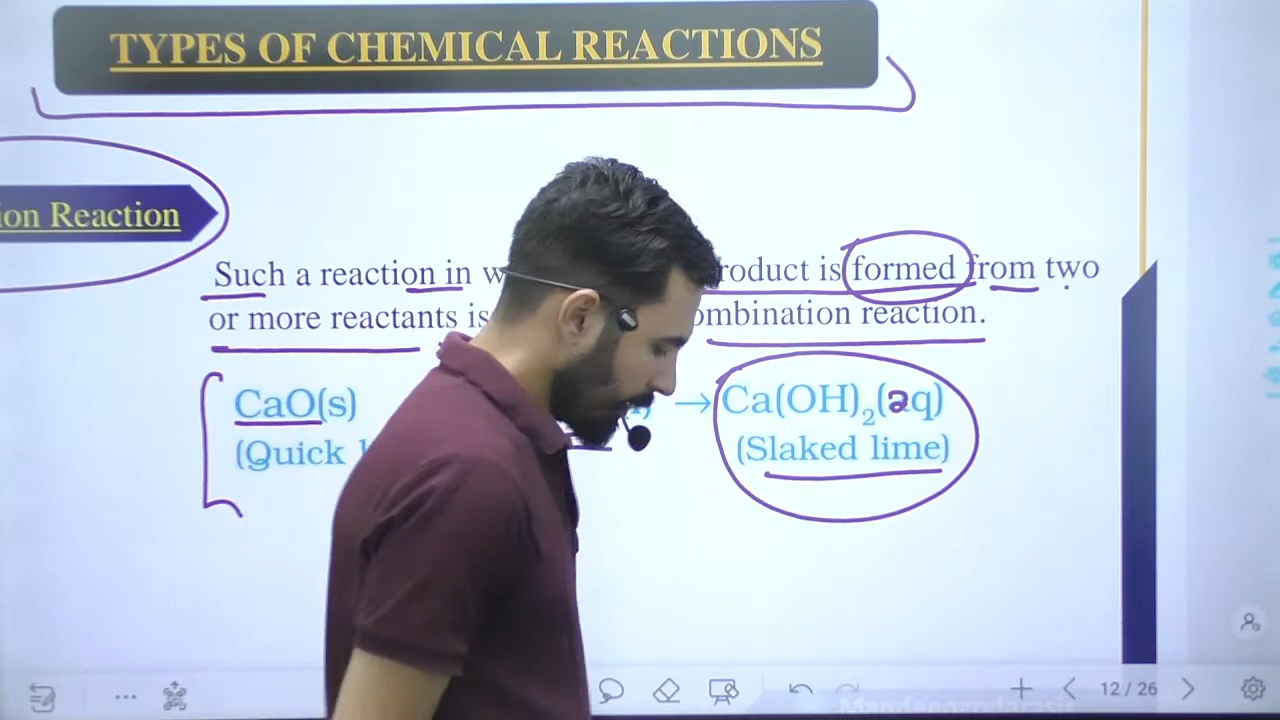 TYPES OF CHEMICAL REACTIONS
ion Reaction
Such a reaction in w roduct is formed from two
or more reactants is ombination reaction.
CaO(s) → Ca(OH)2(aq)
(Quick l (Slaked lime)
12 / 26